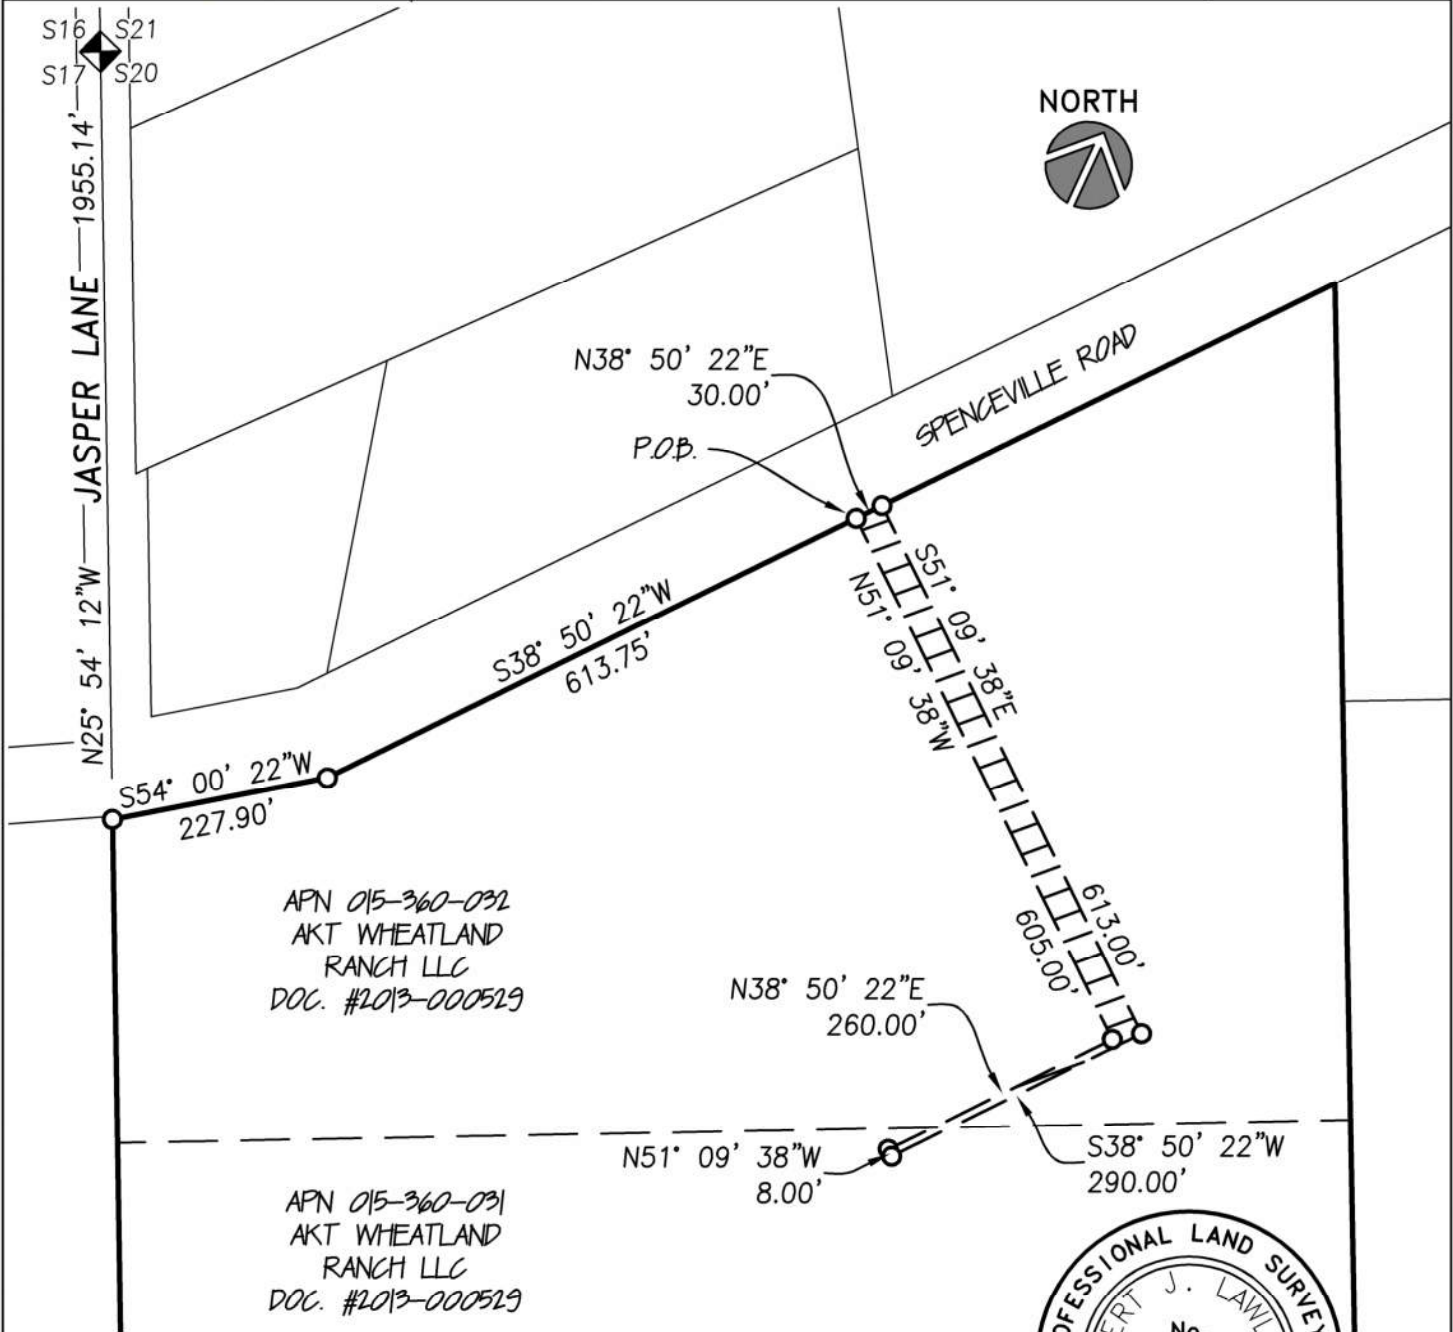 S16 S21
S17 S20
NORTH
N25° 54' 12"W — JASPER LANE — 1955.14'
N38° 50' 22"E
30.00'
P.O.B.
SPENCEVILLE ROAD
S38° 50' 22"W
613.75'
S51° 09' 38"E
613.00'
N51° 09' 38"W
605.00'
S54° 00' 22"W
227.90'
APN 015-360-032
AKT WHEATLAND
RANCH LLC
DOC. #2013-000529
N38° 50' 22"E
260.00'
N51° 09' 38"W
8.00'
S38° 50' 22"W
290.00'
APN 015-360-031
AKT WHEATLAND
RANCH LLC
DOC. #2013-000529
OFESSIONAL LAND SURVEY
ERT J. LAWL
No